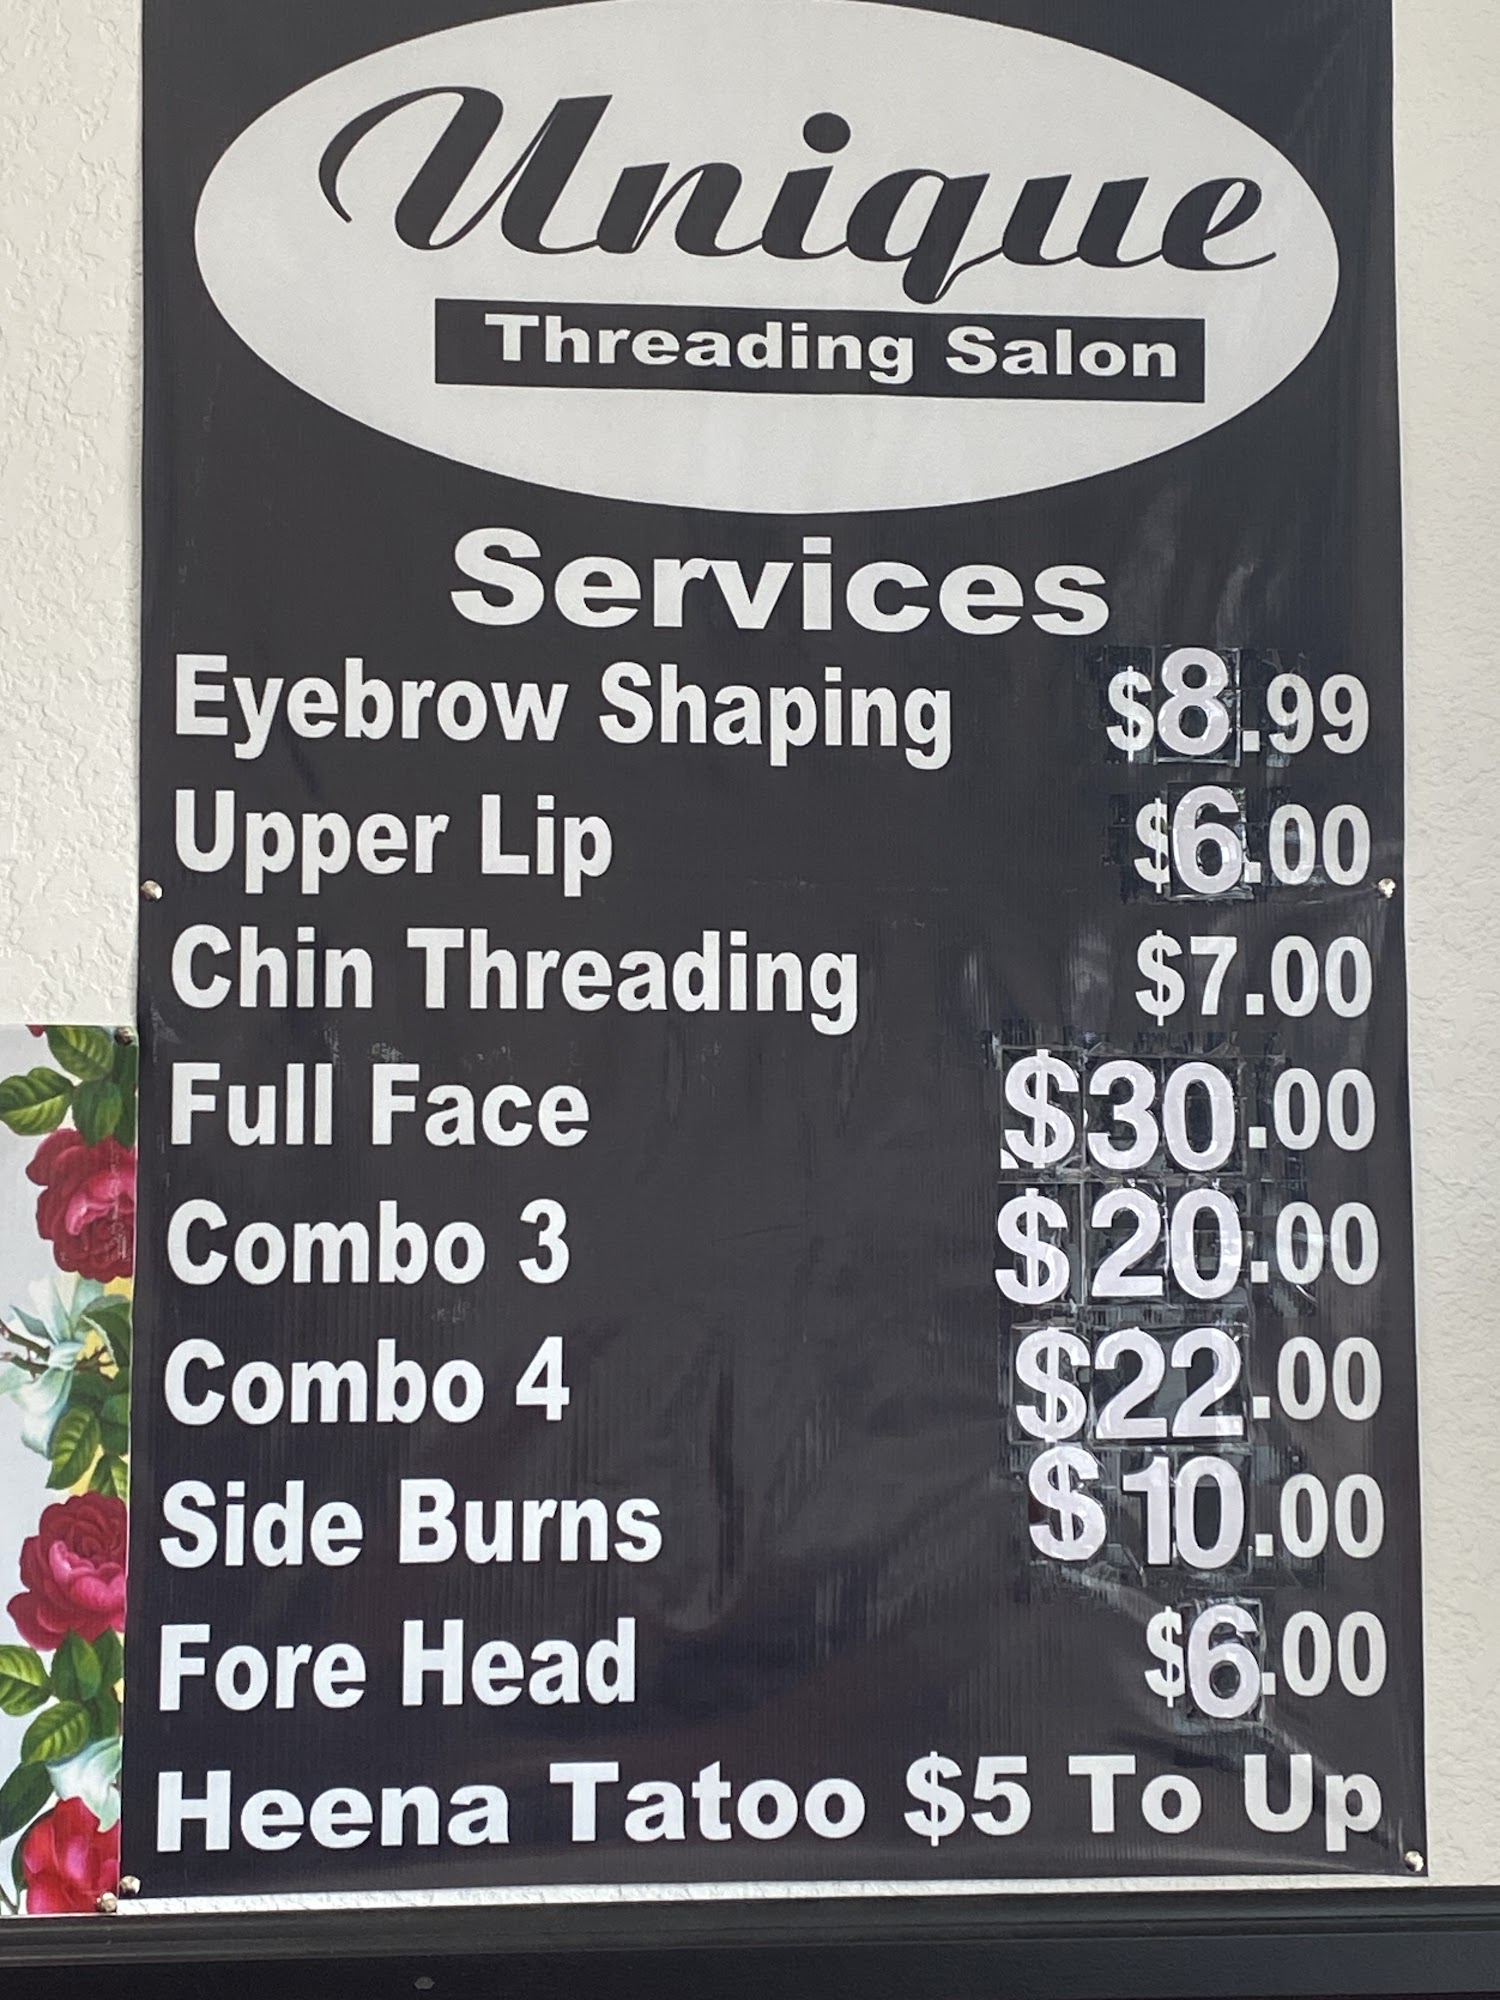 Unique
Threading Salon
Services
Eyebrow Shaping $8.99
Upper Lip $6.00
Chin Threading $7.00
Full Face $30.00
Combo 3 $20.00
Combo 4 $22.00
Side Burns $10.00
Fore Head $6.00
Heena Tatoo $5 To Up